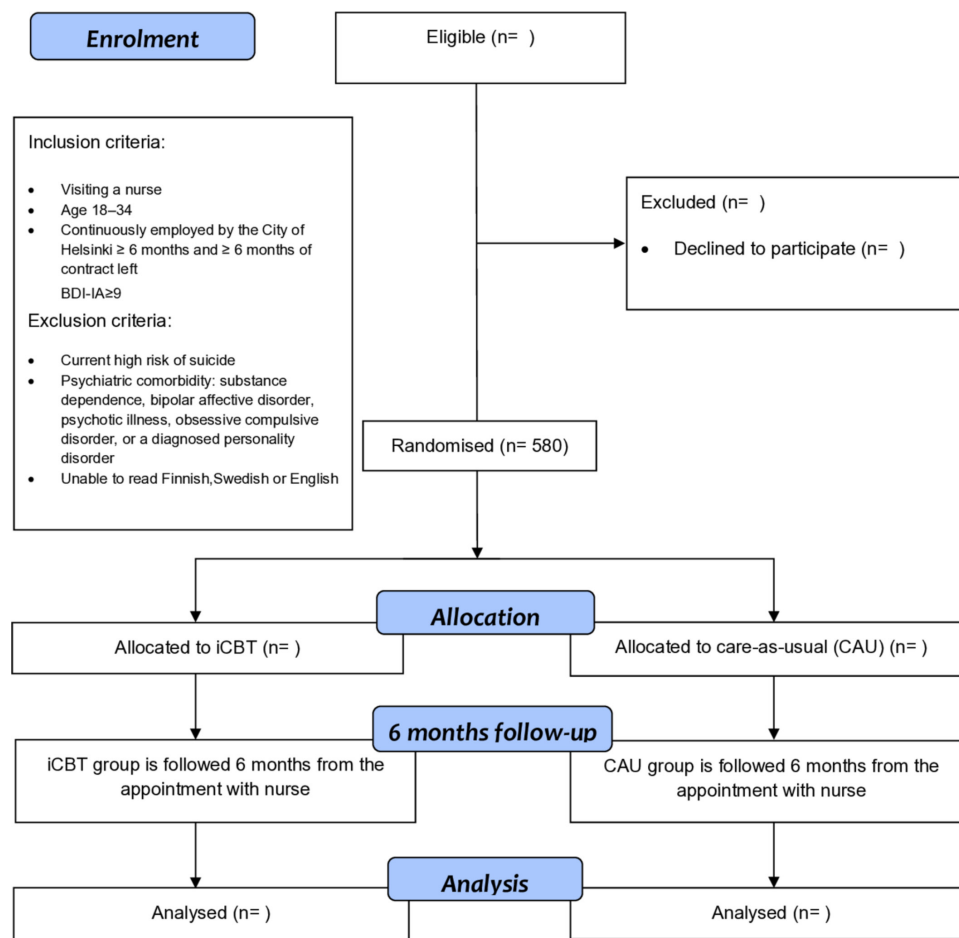 Enrolment
Eligible (n=  )
Inclusion criteria:
• Visiting a nurse
• Age 18–34
• Continuously employed by the City of
Helsinki ≥ 6 months and ≥ 6 months of
contract left
BDI-IA≥9
Exclusion criteria:
• Current high risk of suicide
• Psychiatric comorbidity: substance
dependence, bipolar affective disorder,
psychotic illness, obsessive compulsive
disorder, or a diagnosed personality
disorder
• Unable to read Finnish,Swedish or English
Excluded (n=  )
• Declined to participate (n=  )
Randomised (n= 580)
Allocation
Allocated to iCBT (n= )
Allocated to care-as-usual (CAU) (n= )
6 months follow-up
iCBT group is followed 6 months from the
appointment with nurse
CAU group is followed 6 months from the
appointment with nurse
Analysis
Analysed (n= )
Analysed (n= )